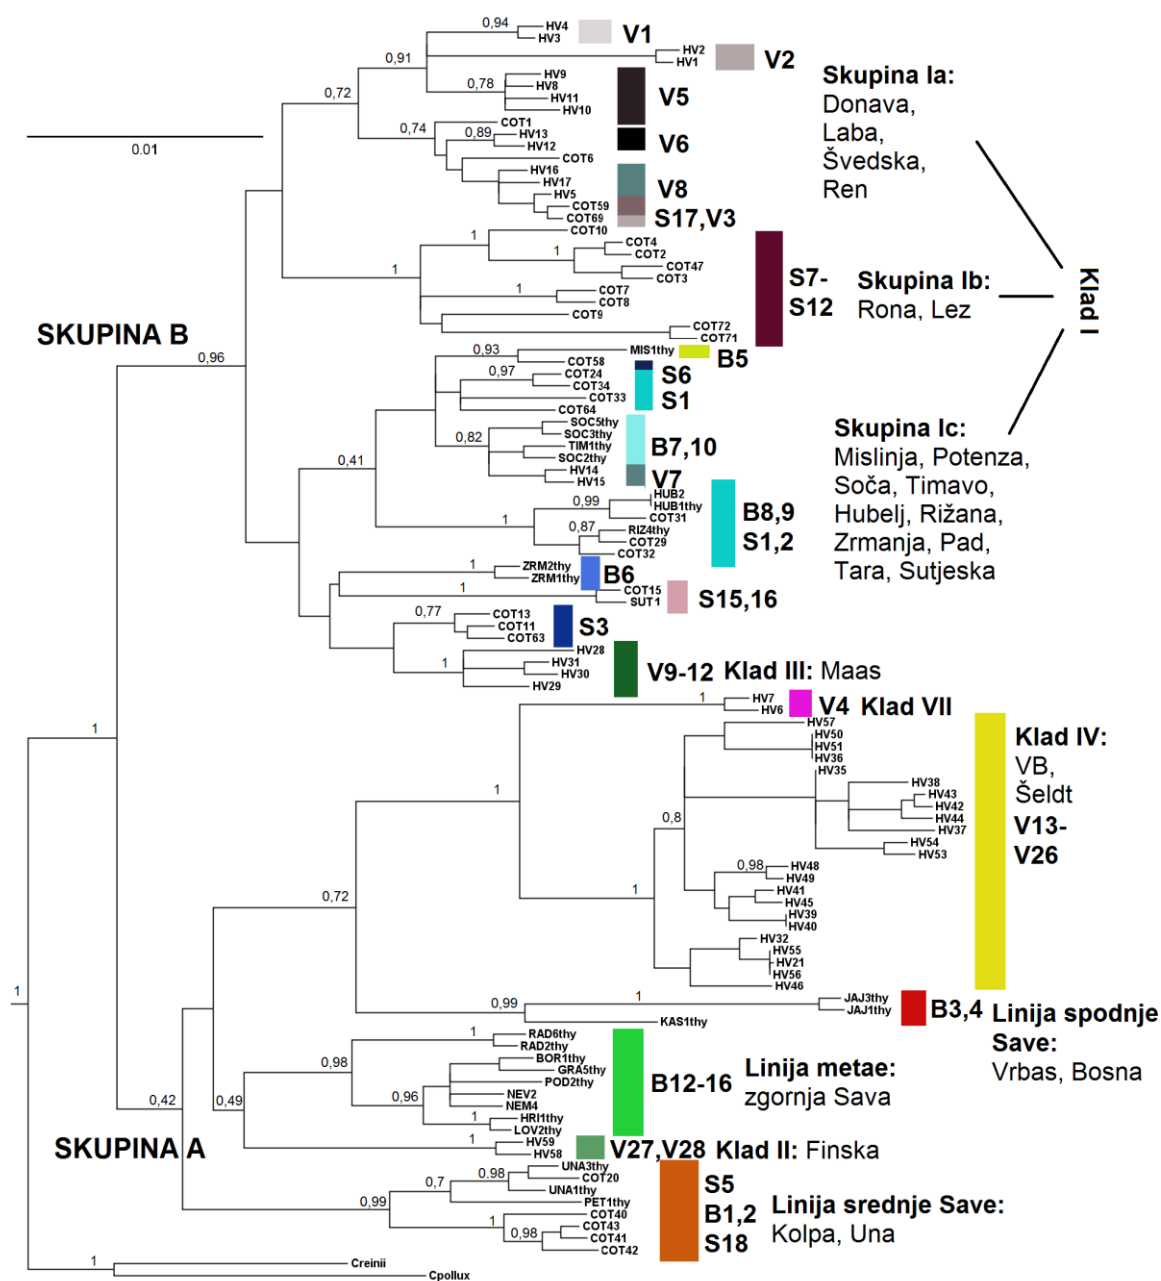 0,94
HV4
HV3
V1
0,91
HV2
HV1
V2
0,72
0,78
HV9
HV8
HV11
HV10
V5
Skupina Ia:
Donava,
Laba,
Švedska,
Ren
0.01
0,74
COT1
0,89
HV13
HV12
V6
COT6
HV16
HV17
V8
HV5
COT59
COT69
S17,V3
1
COT10
1
COT4
COT2
COT47
COT3
1
1
COT7
COT8
COT9
COT72
COT71
S7-
S12
Skupina Ib:
Rona, Lez
Klad I
SKUPINA B
0,96
0,93
MIS1thy
B5
COT58
0,97
COT24
COT34
COT33
COT64
S6
S1
0,41
0,82
SOC5thy
SOC3thy
TIM1thy
SOC2thy
B7,10
HV14
HV15
V7
Skupina Ic:
Mislinja, Potenza,
Soča, Timavo,
Hubelj, Rižana,
Zrmanja, Pad,
Tara, Sutjeska
1
0,99
HUB2
HUB1thy
COT31
0,87
RIZ4thy
COT29
COT32
B8,9
S1,2
ZRM2thy
ZRM1thy
B6
1
COT15
SUT1
S15,16
0,77
COT13
COT11
COT63
S3
1
HV28
HV31
HV30
HV29
V9-12 Klad III: Maas
1
1
HV7
HV6
V4 Klad VII
1
HV57
HV50
HV51
HV36
HV35
HV38
HV43
HV42
HV44
HV37
HV54
HV53
0,8
0,98
HV48
HV49
HV41
HV45
HV39
HV40
1
HV32
HV55
HV21
HV56
HV46
Klad IV:
VB,
Šeldt
V13-
V26
0,72
1
0,99
JAJ3thy
JAJ1thy
KAS1thy
B3,4
Linija spodnje
Save:
Vrbas, Bosna
1
0,98
1
RAD6thy
RAD2thy
BOR1thy
GRA5thy
POD2thy
0,96
NEV2
NEM4
1
HRI1thy
LOV2thy
B12-16
Linija metae:
zgornja Sava
0,42
0,49
SKUPINA A
1
HV59
HV58
V27,V28 Klad II: Finska
0,99
0,7
0.98
UNA3thy
COT20
UNA1thy
PET1thy
1
COT40
0,98
COT43
COT41
COT42
S5
B1,2
S18
Linija srednje Save:
Kolpa, Una
1
Creinii
Cpollux